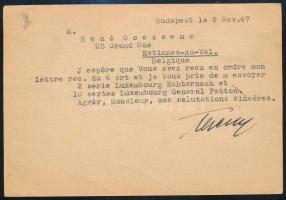 Budapest le 9 Nov.47
M.
René Goessens
25 Grand Rue
Estinnes-Au-Val.
Belgique
J espère que Vous avez recu en ordre mon
lettre rec. du 6 crt et je Vous prie de m envoyer
2 serie Luxembourg Echternach et
10 series Luxembourg General Patton.
Agrér, Monsieur, mes salutations sincères.